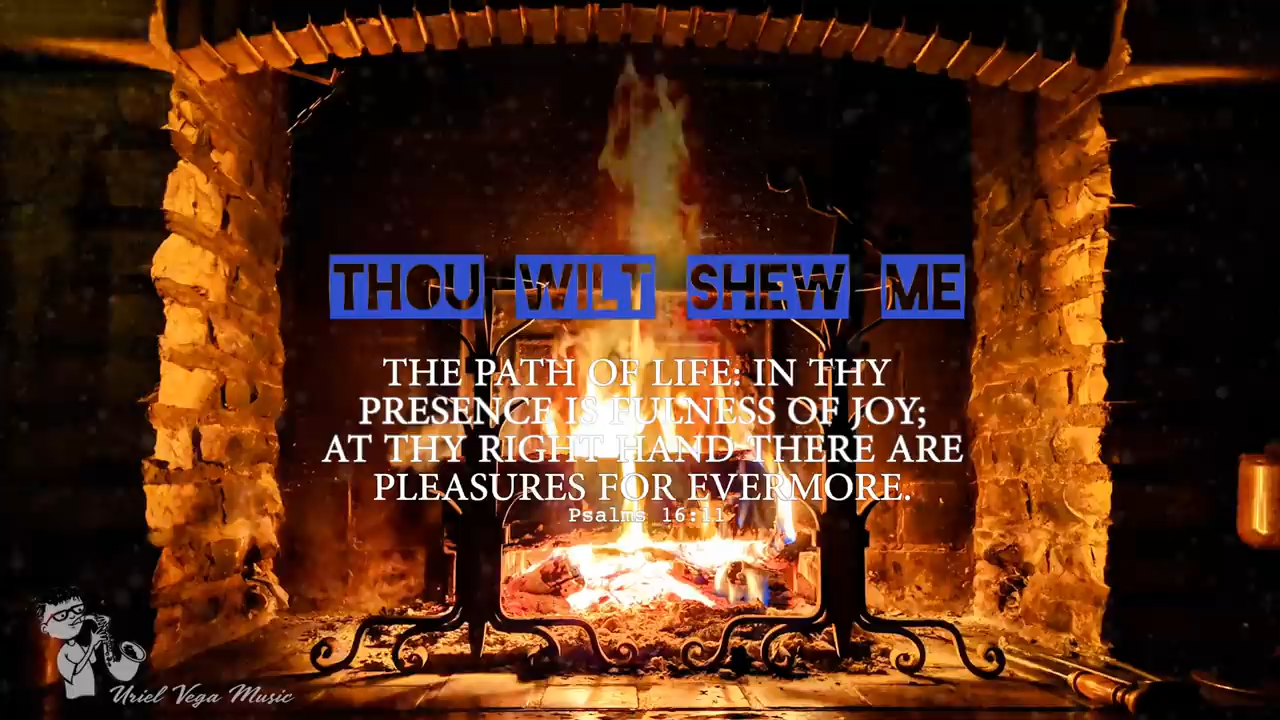 THOU WILT SHEW ME
THE PATH OF LIFE: IN THY
PRESENCE IS FULNESS OF JOY;
AT THY RIGHT HAND THERE ARE
PLEASURES FOR EVERMORE.
Psalms 16:11
Uriel Vega Music